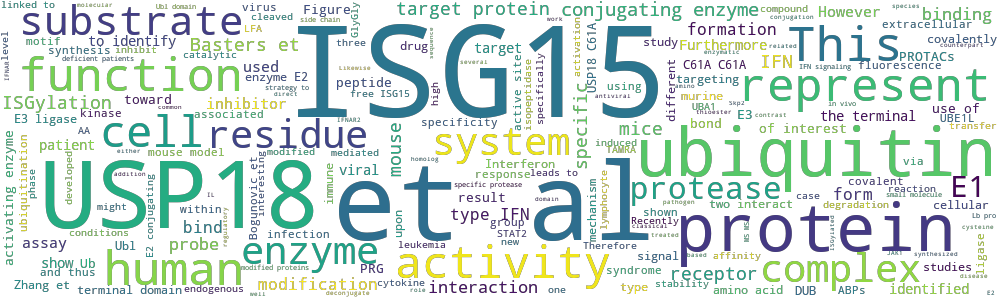 linked to
molecular
Ubl domain
virus
cleaved
LFA
Figure
side chain
GlyGly
target protein
conjugating enzyme
compound
conjugation
species
However
binding
extracellular
substrate
motif
synthesis
inhibit
to identify
Basters et
catalytic
deficient patients
level
IFNAR1
three
drug
target
work
formation
Furthermore
related
This
covalently
counterpart
IFN signaling
PROTACs
fluorescence
function
used
enzyme E2
strategy to
direct
peptide
free ISG15
Likewise
high
ISG15
several
active site
isopeptidase
specifically
USP18 C61A
activation
study
using
different
IFN
C61A C61A
targeting
amino
represent
ISGylation
toward
E3 ligase
kinase
common
inhibitor
associated
IFNAR2
specificity
antiviral
murine
UBA1
Skp2
Thioester
bond
E3
contrast
in vivo
the terminal
use of
UBE1L
AA
patient
either
cell
residue
mouse model
modified
mediated
mouse
system
TAMRA
induced
Interferon
response
leads to
homolog
specific
mice
of interest
via
transfer
ubiquitin
activating enzyme
ubiquitination
phase
developed
addition
conditions
might
within
bind
Ubl
USP18
IL
Bogunovic et
interesting
immune
viral
upon
et al
specific protease
domain
result
type IFN
group
STAT2
new
mechanism
lymphocyte
protease
pathogen
shown
Recently
classical
treated
two interact
covalent
reaction
small molecule
case
form
degradation
E1
cellular
Lb pro
cysteine
assay
E2 conjugating
probe
regulatory
enzyme
infection
leukemia
Therefore
protein
MS MS
JAK1
synthesized
ISGylated
ligase
show Ub
and thus
human
modified proteins
PRG
cytokine
role
activity
signal
based
affinity
complex
studies
Zhang et
terminal domain
endogenous
well
deconjugate
interaction
one
syndrome
type
receptor
stability
amino acid
DUB
ABPs
identified
disease
E2